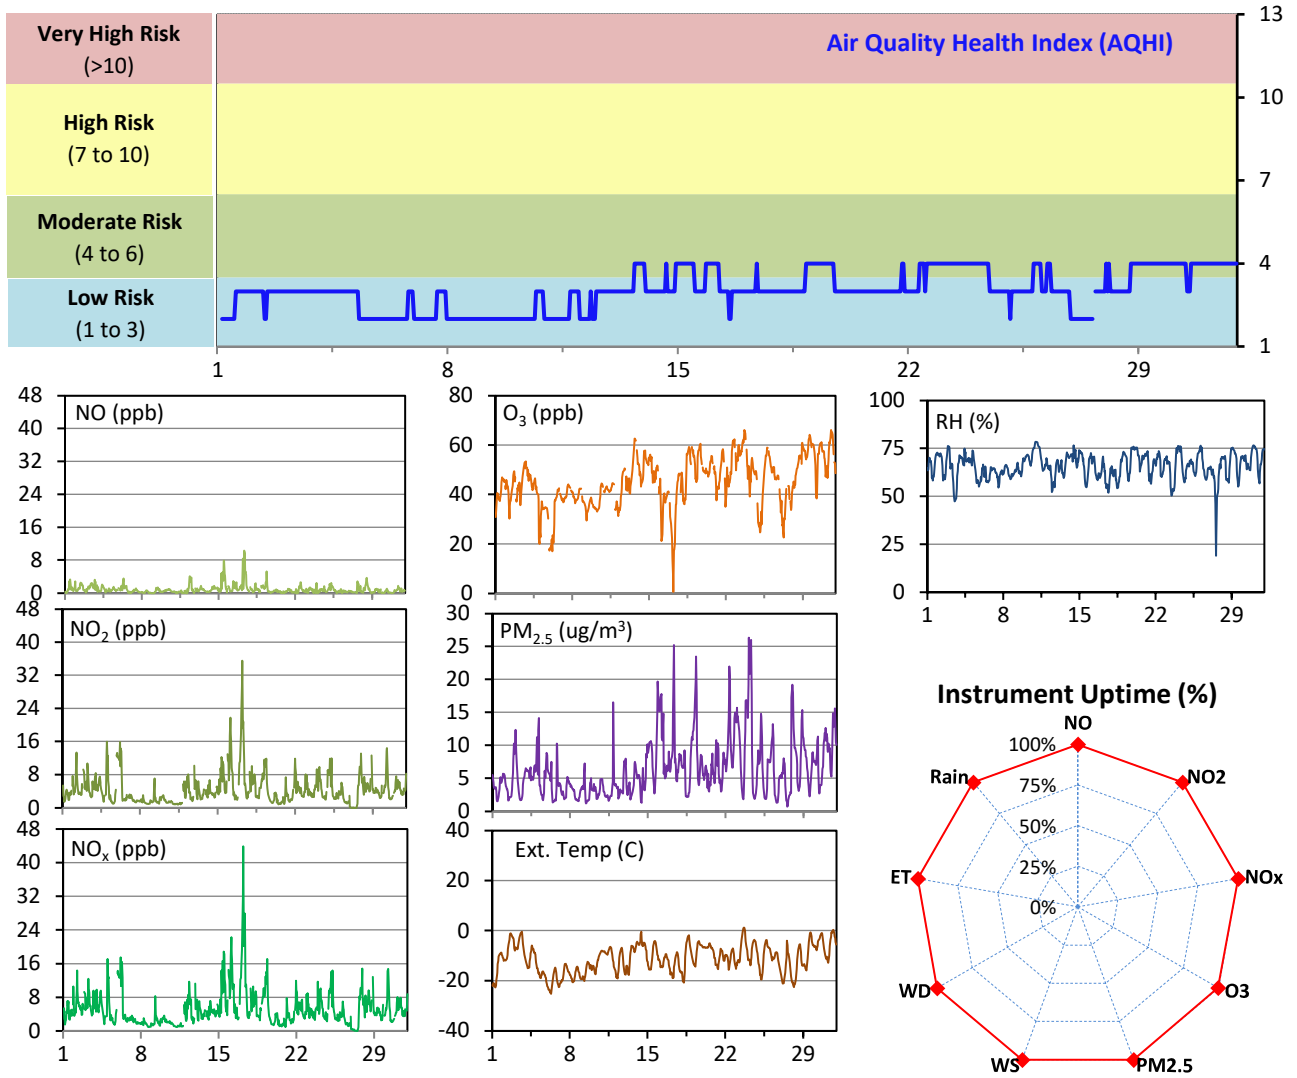 Very High Risk
(>10)
High Risk
(7 to 10)
Moderate Risk
(4 to 6)
Low Risk
(1 to 3)
Air Quality Health Index (AQHI)
13
10
7
4
1
1 8 15 22 29
NO (ppb)
48
40
32
24
16
8
0
O3 (ppb)
80
60
40
20
0
RH (%)
100
75
50
25
0
1 8 15 22 29
NO2 (ppb)
48
40
32
24
16
8
0
PM2.5 (ug/m³)
30
25
20
15
10
5
0
NOx (ppb)
48
40
32
24
16
8
0
1 8 15 22 29
Ext. Temp (C)
40
20
0
-20
-40
1 8 15 22 29
Instrument Uptime (%)
NO
100%
75%
50%
25%
0%
NO2
NOx
O3
PM2.5
WS
WD
ET
Rain